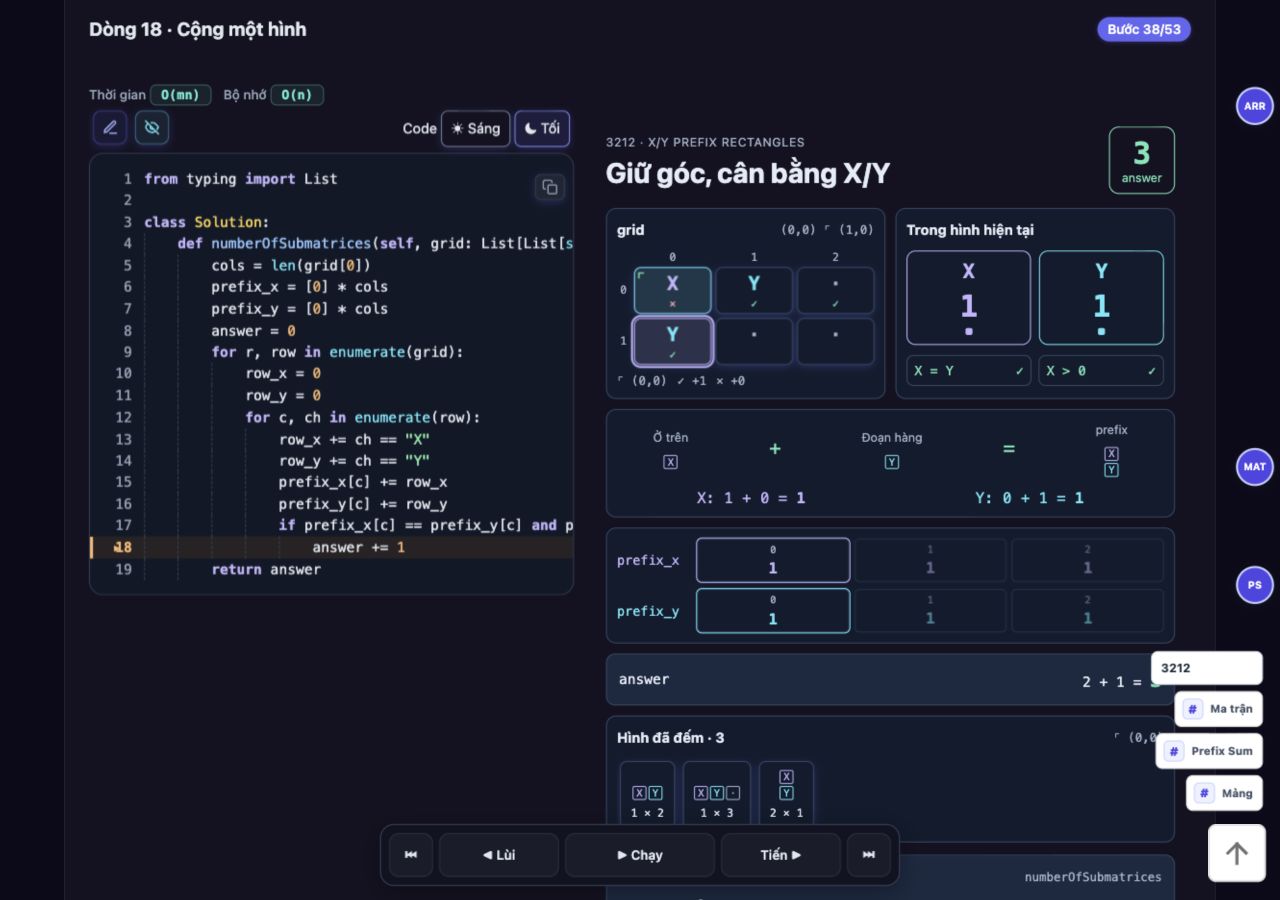 Dòng 18 · Cộng một hình
Bước 38/53
Thời gian O(mn) Bộ nhớ O(n)
Code ☀ Sáng Tối
1 from typing import List
2
3 class Solution:
4 def numberOfSubmatrices(self, grid: List[List[s
5 cols = len(grid[0])
6 prefix_x = [0] * cols
7 prefix_y = [0] * cols
8 answer = 0
9 for r, row in enumerate(grid):
10 row_x = 0
11 row_y = 0
12 for c, ch in enumerate(row):
13 row_x += ch == "X"
14 row_y += ch == "Y"
15 prefix_x[c] += row_x
16 prefix_y[c] += row_y
17 if prefix_x[c] == prefix_y[c] and p
18 answer += 1
19 return answer
3212 · X/Y PREFIX RECTANGLES
Giữ góc, cân bằng X/Y
3
answer
grid (0,0) ⌜ (1,0)
0 1 2
0 X Y ·
× ✓ ✓
1 Y · ·
✓
⌜ (0,0) ✓ +1 × +0
Trong hình hiện tại
X Y
1 1
X = Y ✓ X > 0 ✓
Ở trên + Đoạn hàng = prefix
X Y X
Y
X: 1 + 0 = 1 Y: 0 + 1 = 1
prefix_x
0 1 2
1 1 1
prefix_y
0 1 2
1 1 1
answer 2 + 1 =
Hình đã đếm · 3 ⌜ (0,0
X Y
1 × 2
X Y ·
1 × 3
X
Y
2 × 1
⏮ ◀ Lùi ▶ Chạy Tiến ▶ ⏭
numberOfSubmatrices
ARR
MAT
PS
3212
# Ma trận
# Prefix Sum
# Mảng